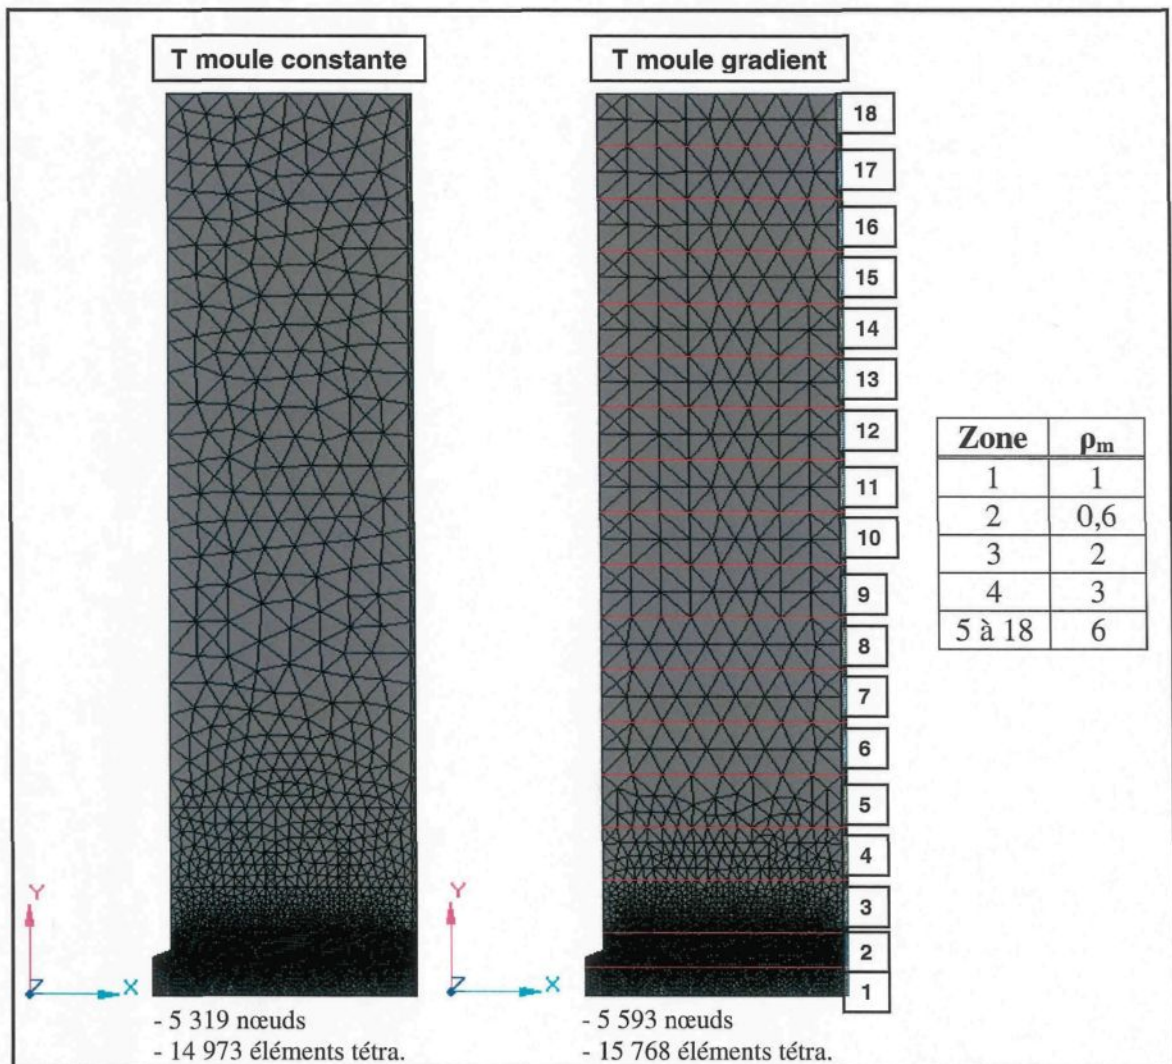 T moule constante
T moule gradient
18
17
16
15
14
13
12
11
10
9
8
7
6
5
4
3
2
1
Zone ρm
1 1
2 0,6
3 2
4 3
5 à 18 6
Y
Z
X
Y
Z
X
- 5 319 nœuds
- 14 973 éléments tétra.
- 5 593 nœuds
- 15 768 éléments tétra.